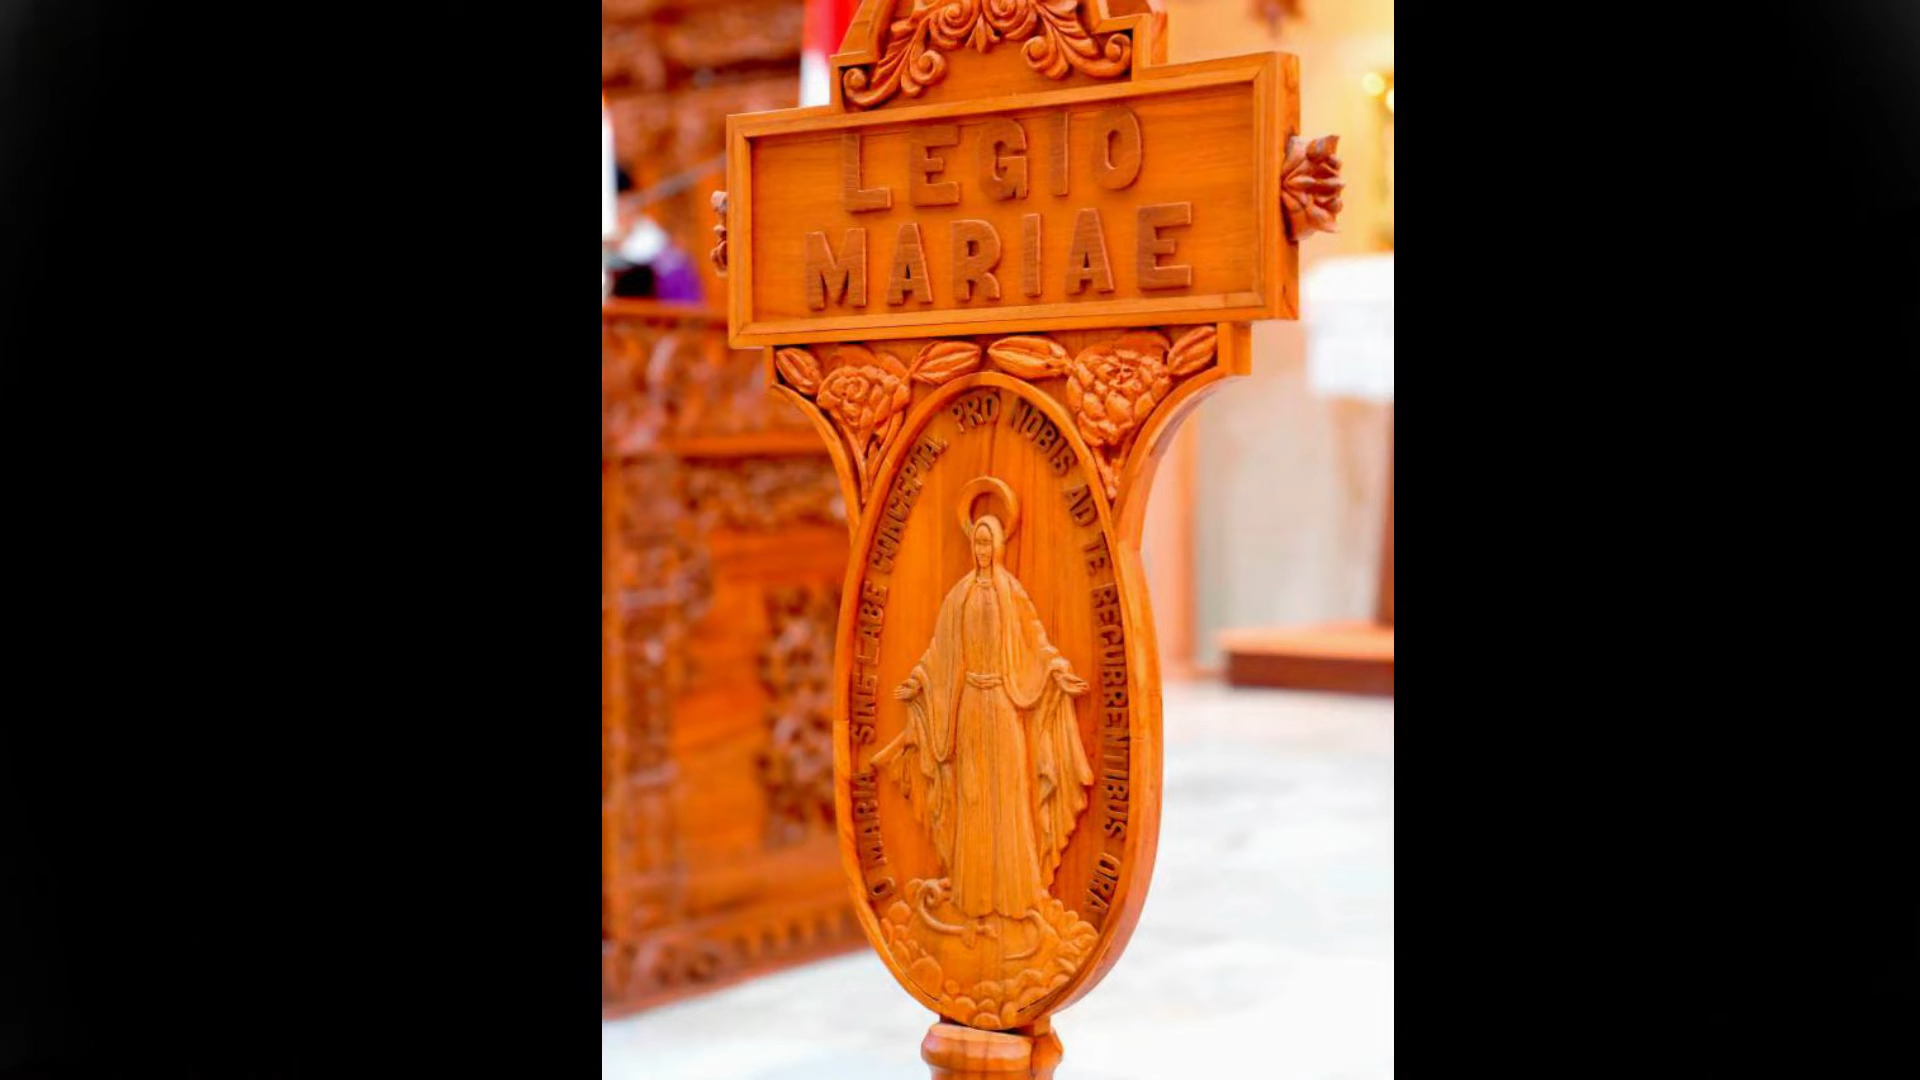 LEGIO
MARIAE
O MARIA SINE LABE CONCEPTA. PRO NOBIS AD TE RECURRENTIBUS ORA